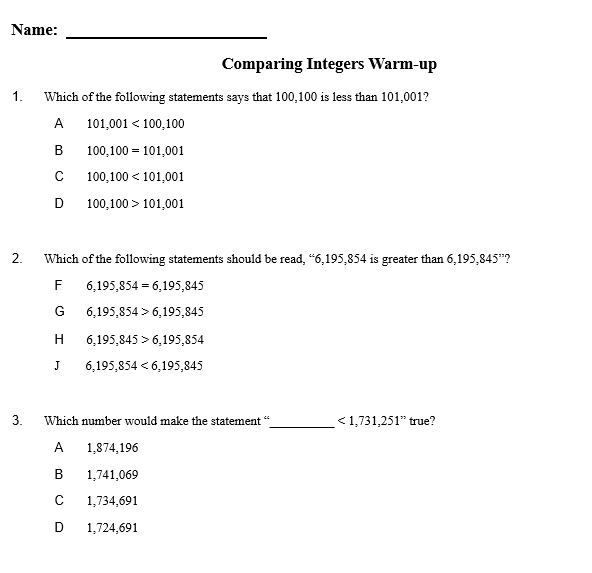 Name: ____________________
Comparing Integers Warm-up
1. Which of the following statements says that 100,100 is less than 101,001?
A 101,001 < 100,100
B 100,100 = 101,001
C 100,100 < 101,001
D 100,100 > 101,001
2. Which of the following statements should be read, “6,195,854 is greater than 6,195,845”?
F 6,195,854 = 6,195,845
G 6,195,854 > 6,195,845
H 6,195,845 > 6,195,854
J 6,195,854 < 6,195,845
3. Which number would make the statement “__________ < 1,731,251” true?
A 1,874,196
B 1,741,069
C 1,734,691
D 1,724,691